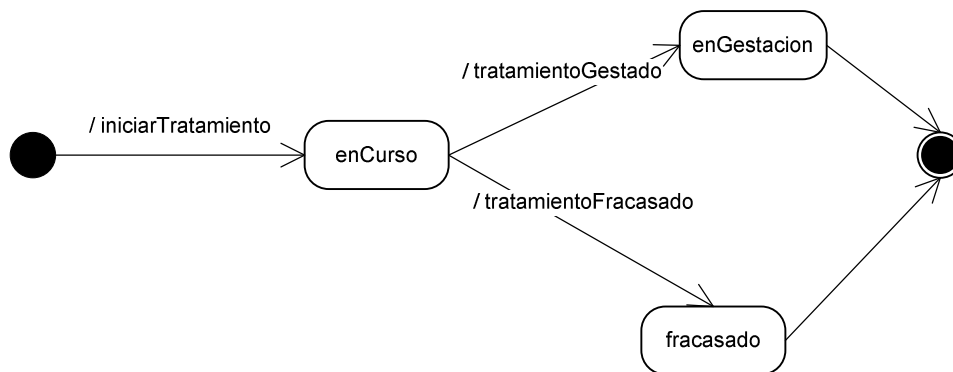 enGestacion
/ tratamientoGestado
/ iniciarTratamiento
enCurso
/ tratamientoFracasado
fracasado